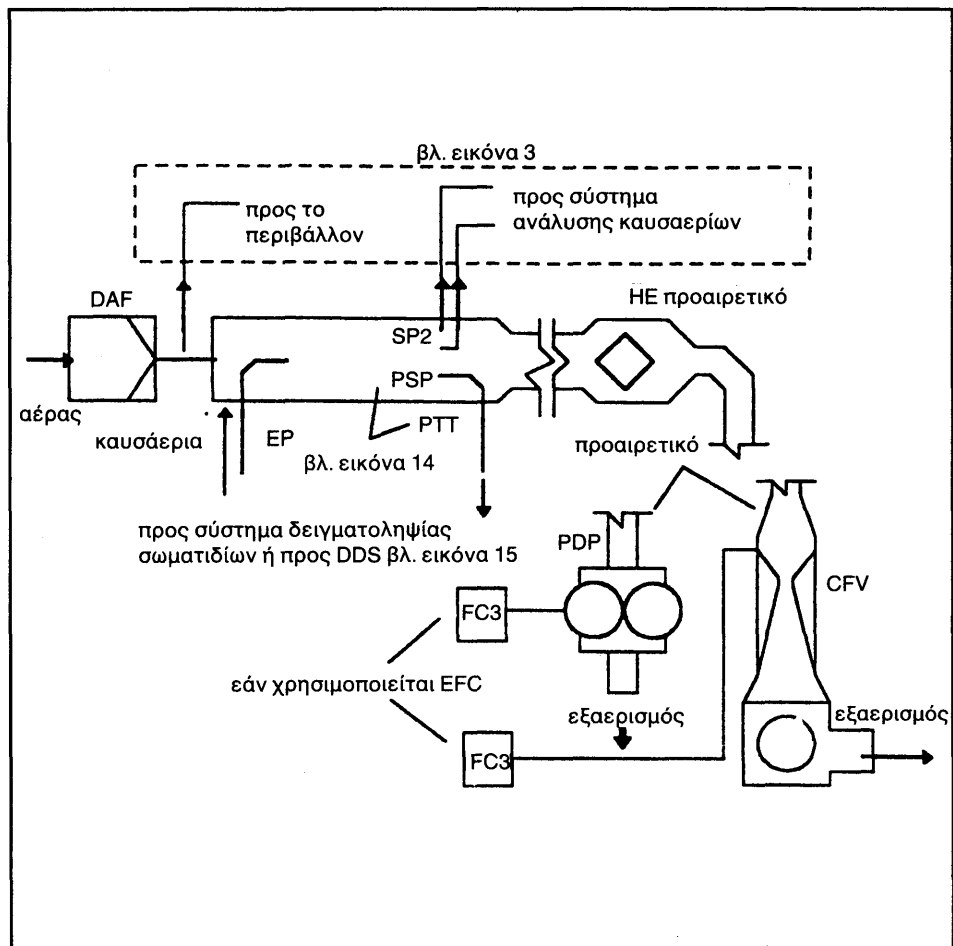 βλ. εικόνα 3
προς το
περιβάλλον
προς σύστημα
ανάλυσης καυσαερίων
DAF
HE προαιρετικό
SP2
PSP
αέρας
καυσάερια
EP
PTT
βλ. εικόνα 14
προαιρετικό
προς σύστημα δειγματοληψίας
σωματιδίων ή προς DDS βλ. εικόνα 15
PDP
CFV
FC3
εάν χρησιμοποιείται EFC
εξαερισμός
εξαερισμός
FC3